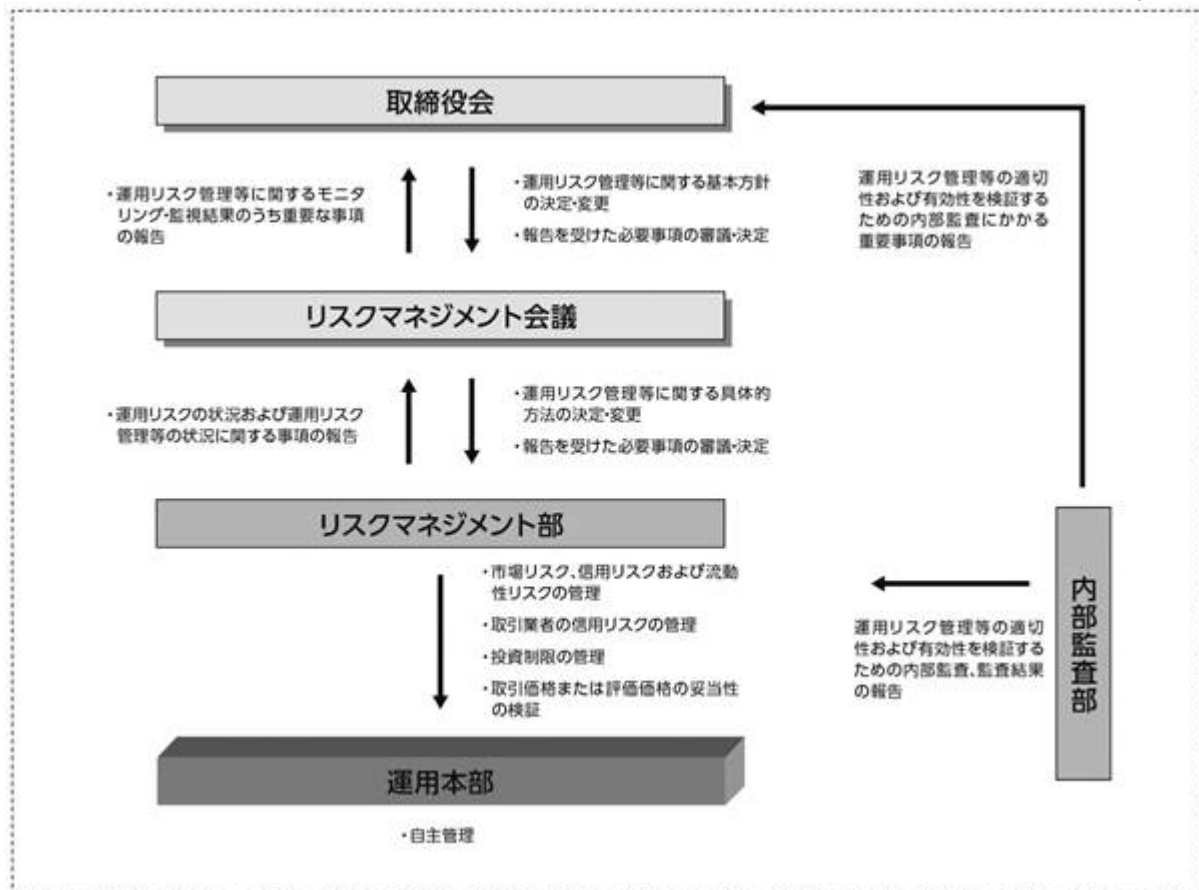 取締役会
・運用リスク管理等に関するモニタ
リング・監視結果のうち重要な事項
の報告
・運用リスク管理等に関する基本方針
の決定・変更
・報告を受けた必要事項の審議・決定
運用リスク管理等の適切
性および有効性を検証す
るための内部監査にかかる
重要事項の報告
リスクマネジメント会議
・運用リスクの状況および運用リスク
管理等の状況に関する事項の報告
・運用リスク管理等に関する具体的
方法の決定・変更
・報告を受けた必要事項の審議・決定
リスクマネジメント部
・市場リスク、信用リスクおよび流動
性リスクの管理
・取引業者の信用リスクの管理
・投資制限の管理
・取引価格または評価価格の妥当性
の検証
運用リスク管理等の適切
性および有効性を検証する
ための内部監査、監査結果
の報告
内部監査部
運用本部
・自主管理